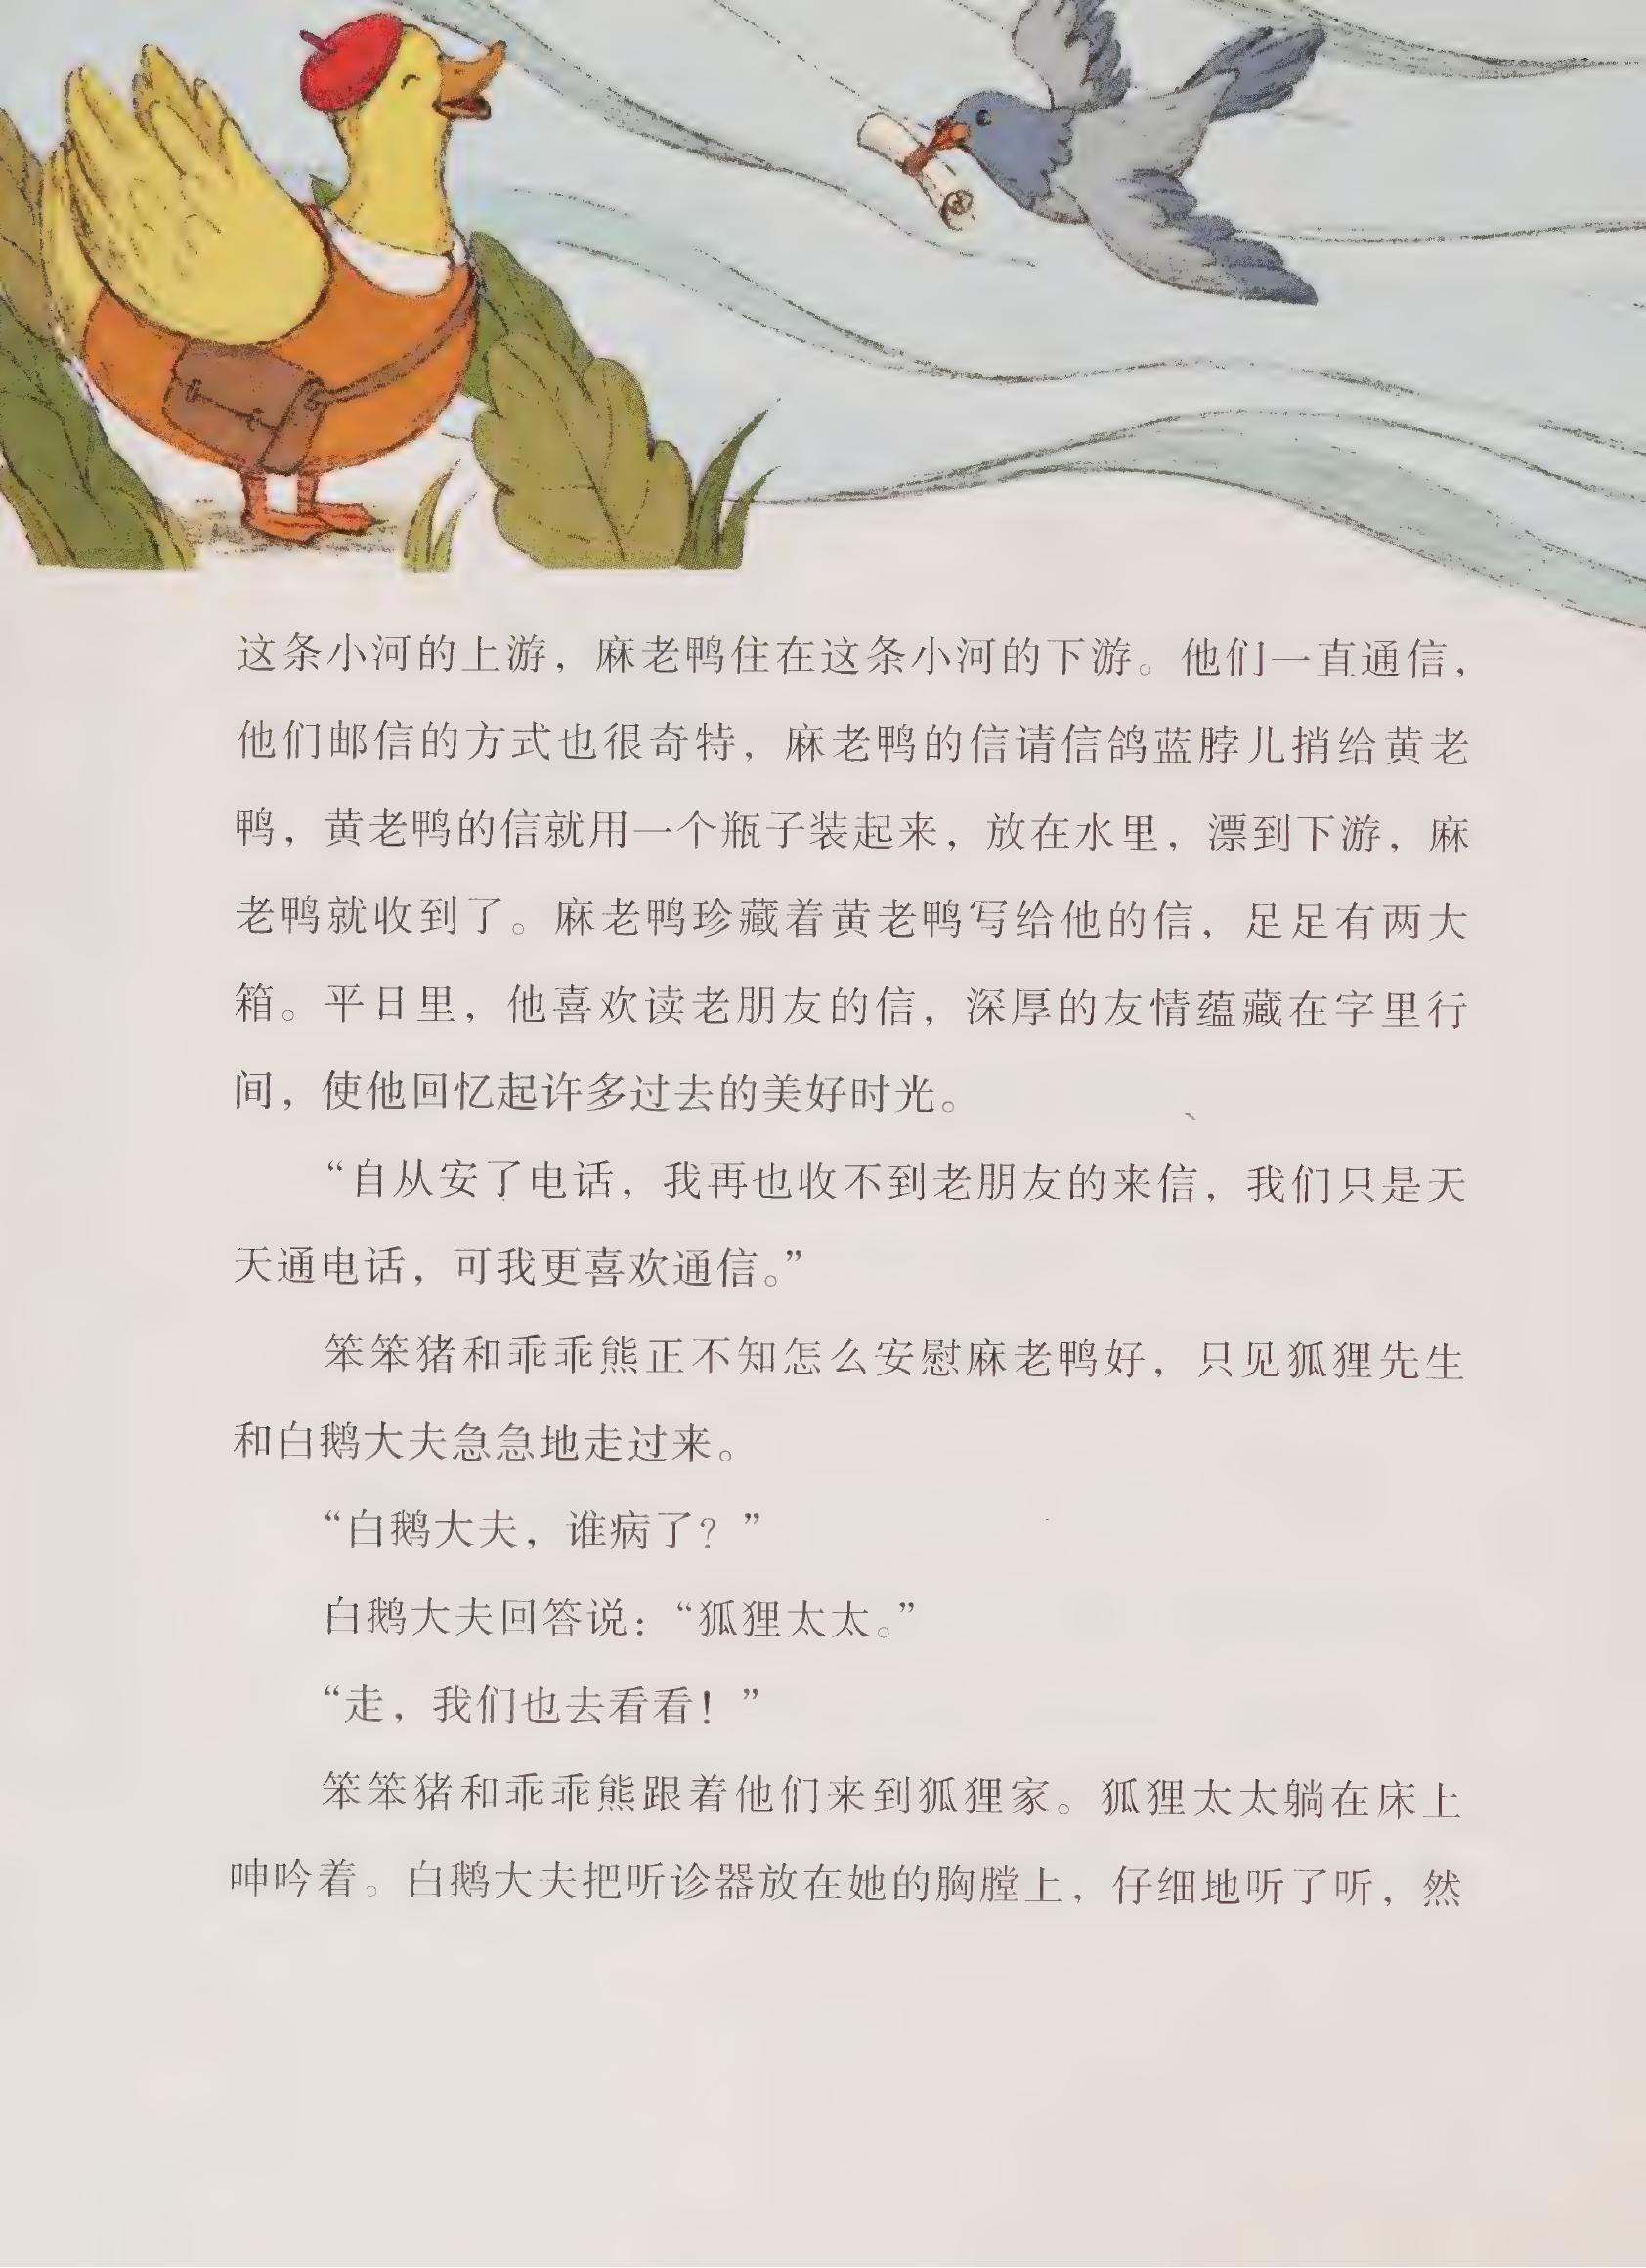 这条小河的上游，麻老鸭住在这条小河的下游。他们一直通信，
他们邮信的方式也很奇特，麻老鸭的信请信鸽蓝脖儿捎给黄老
鸭，黄老鸭的信就用一个瓶子装起来，放在水里，漂到下游，麻
老鸭就收到了。麻老鸭珍藏着黄老鸭写给他的信，足足有两大
箱。平日里，他喜欢读老朋友的信，深厚的友情蕴藏在字里行
间，使他回忆起许多过去的美好时光。
“自从安了电话，我再也收不到老朋友的来信，我们只是天
天通电话，可我更喜欢通信。”
笨笨猪和乖乖熊正不知怎么安慰麻老鸭好，只见狐狸先生
和白鹅大夫急急地走过来。
“白鹅大夫，谁病了？”
白鹅大夫回答说：“狐狸太太。”
“走，我们也去看看！”
笨笨猪和乖乖熊跟着他们来到狐狸家。狐狸太太躺在床上
呻吟着。白鹅大夫把听诊器放在她的胸膛上，仔细地听了听，然